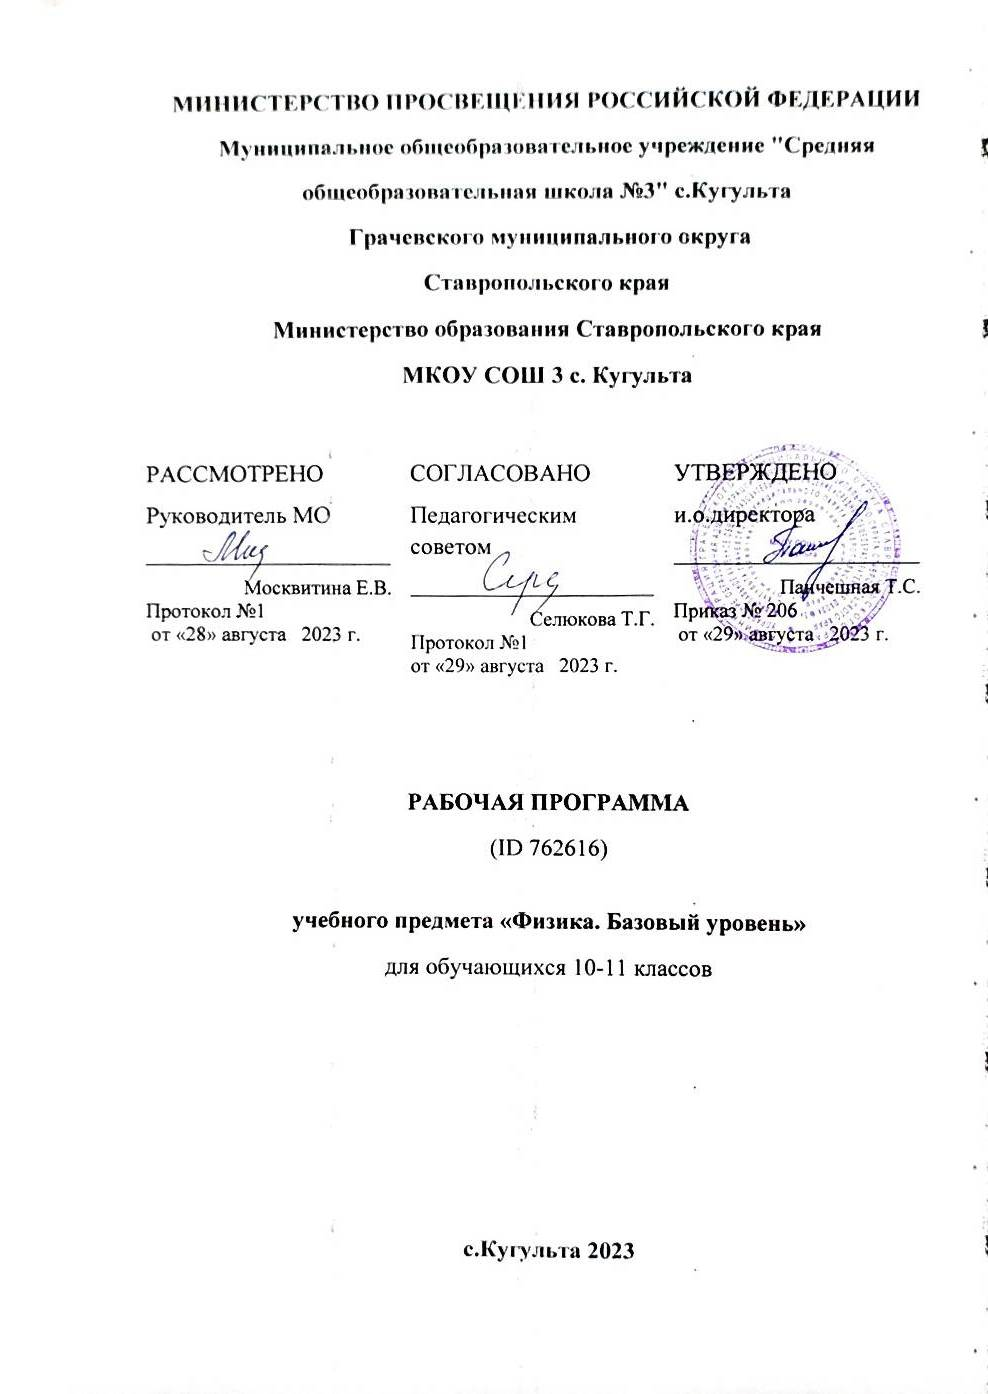 МИНИСТЕРСТВО ПРОСВЕЩЕНИЯ РОССИЙСКОЙ ФЕДЕРАЦИИ
Муниципальное общеобразовательное учреждение "Средняя
общеобразовательная школа №3" с.Кугульта
Грачевского муниципального округа
Ставропольского края
Министерство образования Ставропольского края
МКОУ СОШ 3 с. Кугульта
РАССМОТРЕНО
Руководитель МО
Москвитина Е.В.
Протокол №1
от «28» августа 2023 г.
СОГЛАСОВАНО
Педагогическим
советом
Селюкова Т.Г.
Протокол №1
от «29» августа 2023 г.
УТВЕРЖДЕНО
и.о.директора
Панчешная Т.С.
Приказ № 206
от «29» августа 2023 г.
РАБОЧАЯ ПРОГРАММА
(ID 762616)
учебного предмета «Физика. Базовый уровень»
для обучающихся 10-11 классов
с.Кугульта 2023